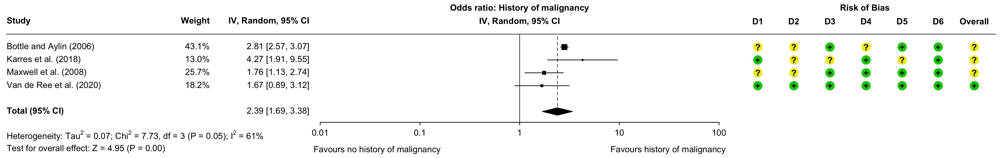 Odds ratio: History of malignancy Risk of Bias
Study Weight IV, Random, 95% CI IV, Random, 95% CI D1 D2 D3 D4 D5 D6 Overall
Bottle and Aylin (2006) 43.1% 2.81 [2.57, 3.07] ? ? + ? + + ?
Karres et al. (2018) 13.0% 4.27 [1.91, 9.55] + ? ? + ? + ?
Maxwell et al. (2008) 25.7% 1.76 [1.13, 2.74] ? ? + + + + ?
Van de Ree et al. (2020) 18.2% 1.67 [0.89, 3.12] + + + + + + +
Total (95% CI) 2.39 [1.69, 3.38]
0.01 0.1 1 10 100
Heterogeneity: Tau² = 0.07; Chi² = 7.73, df = 3 (P = 0.05); I² = 61%
Test for overall effect: Z = 4.95 (P = 0.00)
Favours no history of malignancy Favours history of malignancy